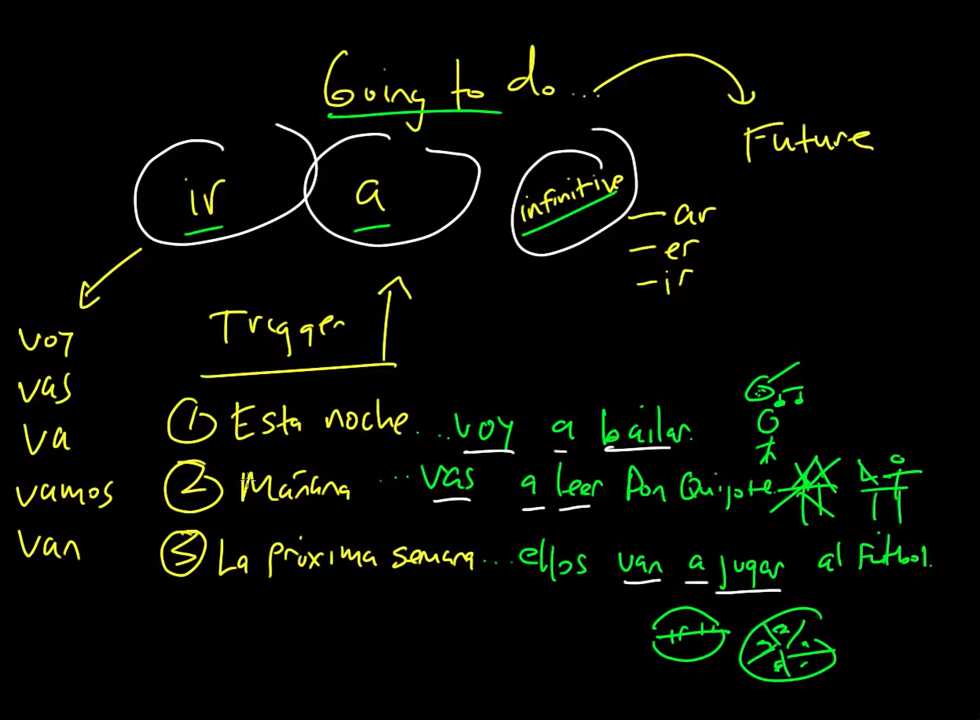 Going to do...
Future
ir a infinitive
- ar
- er
- ir
Trigger
voy
vas
va
vamos
van
① Esta noche...voy a bailar.
② Mañana ...vas a leer Don Quijote
③ La próxima semana...ellos van a jugar al fútbol.